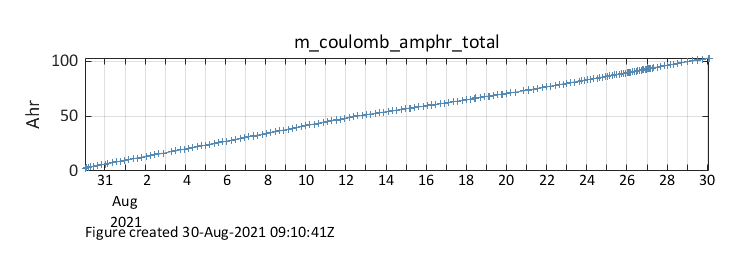 m_coulomb_amphr_total
Ahr
100
50
0
31 2 4 6 8 10 12 14 16 18 20 22 24 26 28 30
Aug
2021
Figure created 30-Aug-2021 09:10:41Z